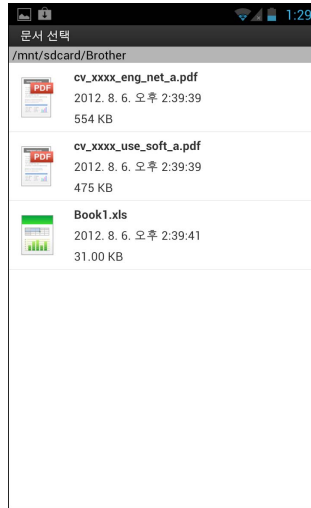 1:29
문서 선택
/mnt/sdcard/Brother
PDF
cv_xxxx_eng_net_a.pdf
2012. 8. 6. 오후 2:39:39
554 KB
PDF
cv_xxxx_use_soft_a.pdf
2012. 8. 6. 오후 2:39:39
475 KB
Book1.xls
2012. 8. 6. 오후 2:39:41
31.00 KB